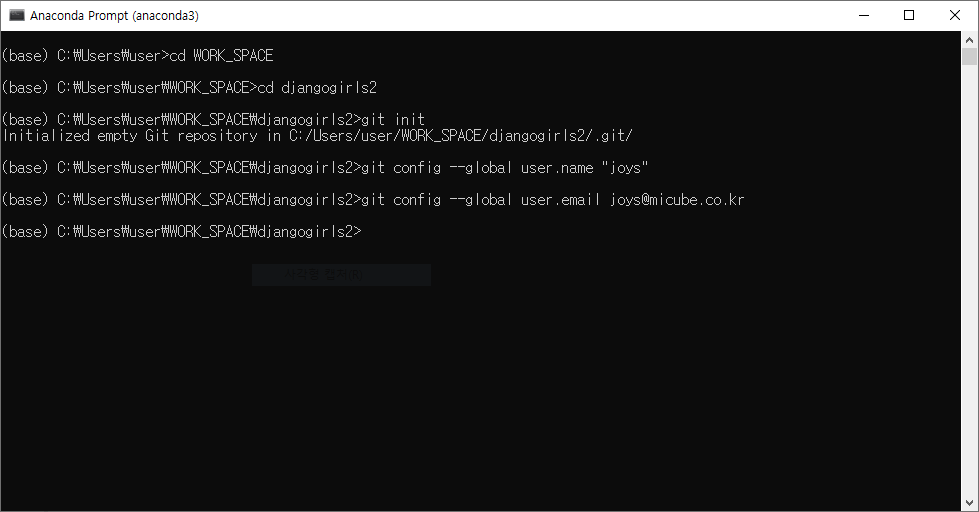 Anaconda Prompt (anaconda3)
(base) C:₩Users₩user>cd WORK_SPACE
(base) C:₩Users₩user₩WORK_SPACE>cd djangogirls2
(base) C:₩Users₩user₩WORK_SPACE₩djangogirls2>git init
Initialized empty Git repository in C:/Users/user/WORK_SPACE/djangogirls2/.git/
(base) C:₩Users₩user₩WORK_SPACE₩djangogirls2>git config --global user.name "joys"
(base) C:₩Users₩user₩WORK_SPACE₩djangogirls2>git config --global user.email joys@micube.co.kr
(base) C:₩Users₩user₩WORK_SPACE₩djangogirls2>